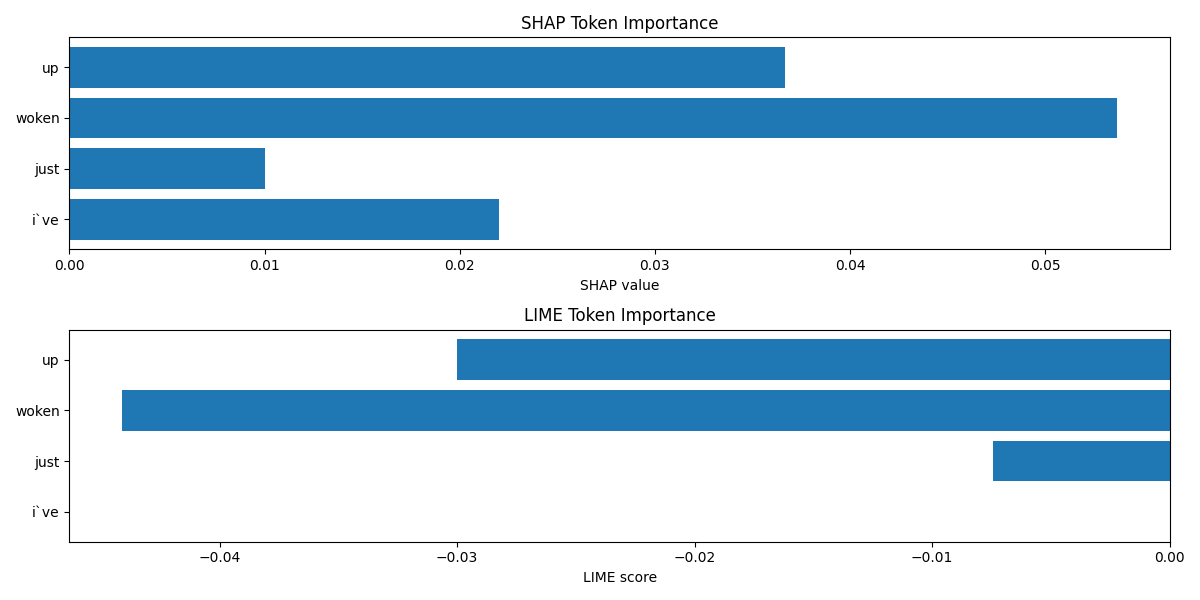 SHAP Token Importance
up
woken
just
i`ve
0.00 0.01 0.02 0.03 0.04 0.05
SHAP value
LIME Token Importance
up
woken
just
i`ve
−0.04 −0.03 −0.02 −0.01 0.00
LIME score